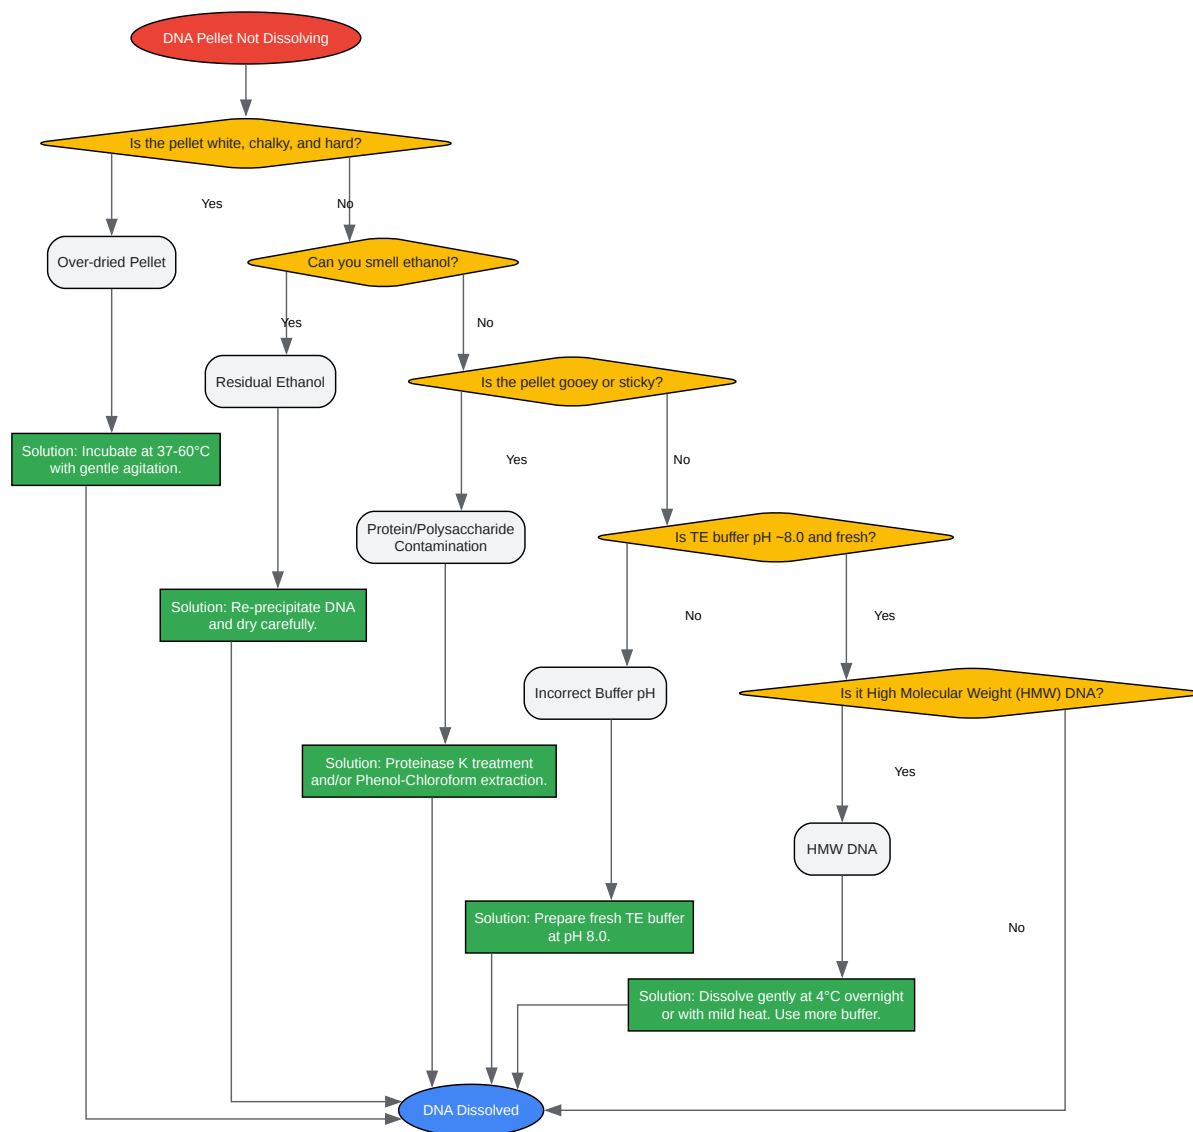 DNA Pellet Not Dissolving
Is the pellet white, chalky, and hard?
Yes
No
Over-dried Pellet
Can you smell ethanol?
Yes
No
Residual Ethanol
Is the pellet gooey or sticky?
Solution: Incubate at 37-60°C
with gentle agitation.
Yes
No
Protein/Polysaccharide
Contamination
Is TE buffer pH ~8.0 and fresh?
Solution: Re-precipitate DNA
and dry carefully.
No
Yes
Incorrect Buffer pH
Is it High Molecular Weight (HMW) DNA?
Solution: Proteinase K treatment
and/or Phenol-Chloroform extraction.
Yes
HMW DNA
Solution: Prepare fresh TE buffer
at pH 8.0.
No
Solution: Dissolve gently at 4°C overnight
or with mild heat. Use more buffer.
DNA Dissolved